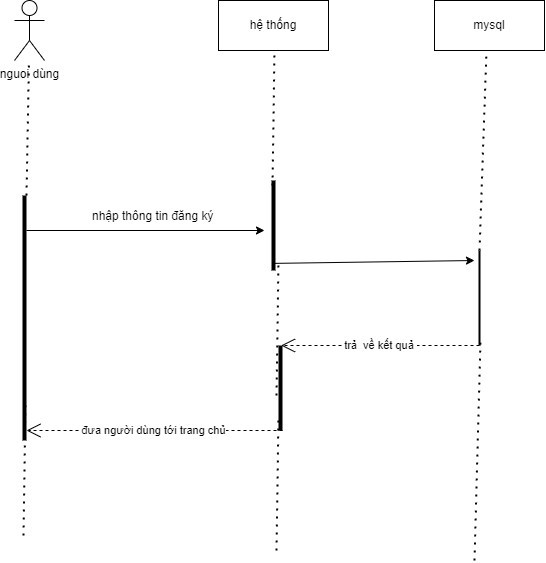 hệ thống
mysql
nguoi dùng
nhập thông tin đăng ký
trả về kết quả
đưa người dùng tới trang chủ